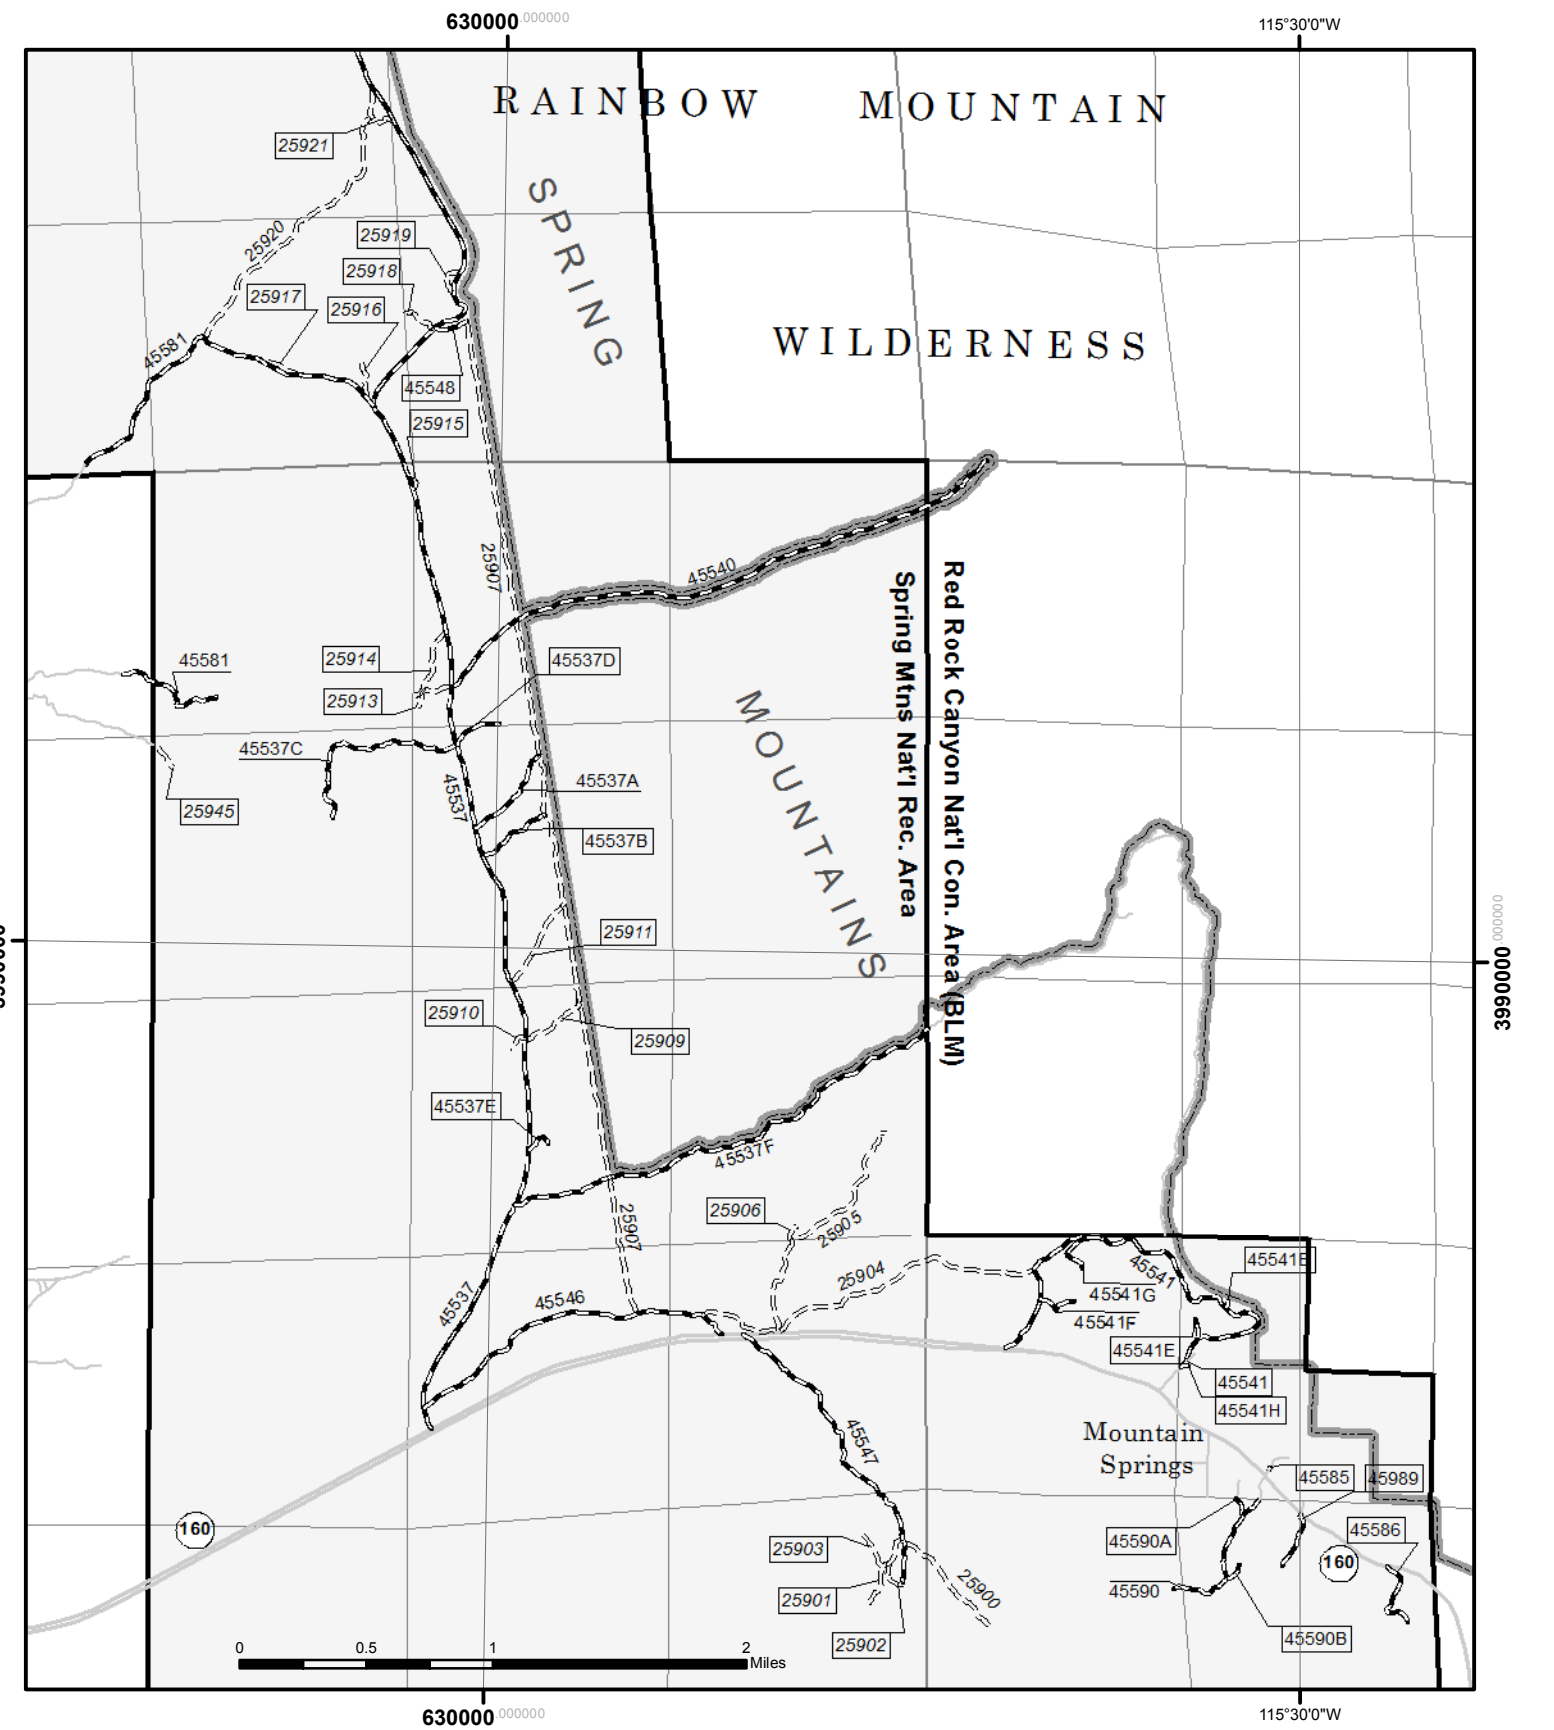 630000.000000
115°30'0"W
RAINBOW MOUNTAIN
25921
SPRING
25920
25919
25918
25917
25916
WILDERNESS
45581
45548
25915
25907
45540
Red Rock Canyon Nat'l Con. Area (BLM)
Spring Mtns Nat'l Rec. Area
45581
25914
45537D
25913
MOUNTAINS
45537C
45537A
45537
25945
45537B
25911
3990000.000000
25910
25909
45537E
45537F
25906
25905
25907
25904
45541
45541B
45541G
45537
45546
45541F
45541E
45541
45541H
45547
Mountain
Springs
45585
45989
160
45586
25903
45590A
160
25900
45590
25901
25902
45590B
0 0.5 1 2
Miles
630000.000000
115°30'0"W